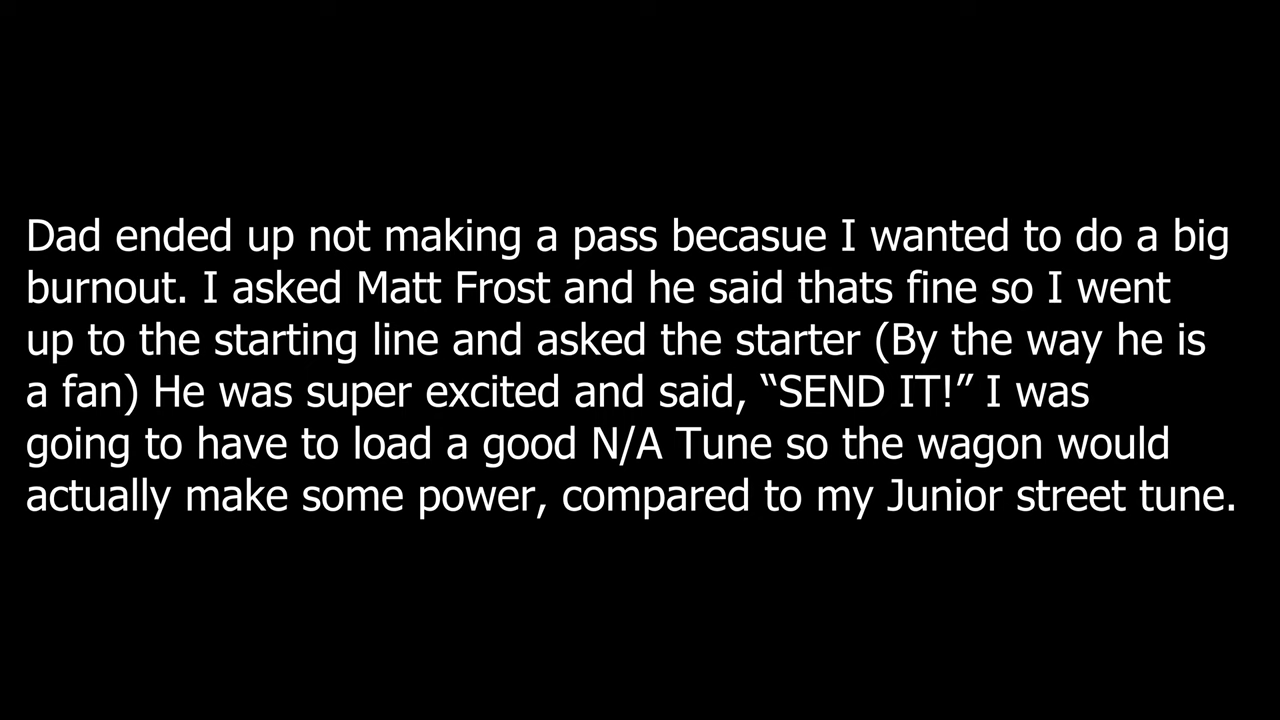 Dad ended up not making a pass becasue I wanted to do a big
burnout. I asked Matt Frost and he said thats fine so I went
up to the starting line and asked the starter (By the way he is
a fan) He was super excited and said, “SEND IT!” I was
going to have to load a good N/A Tune so the wagon would
actually make some power, compared to my Junior street tune.